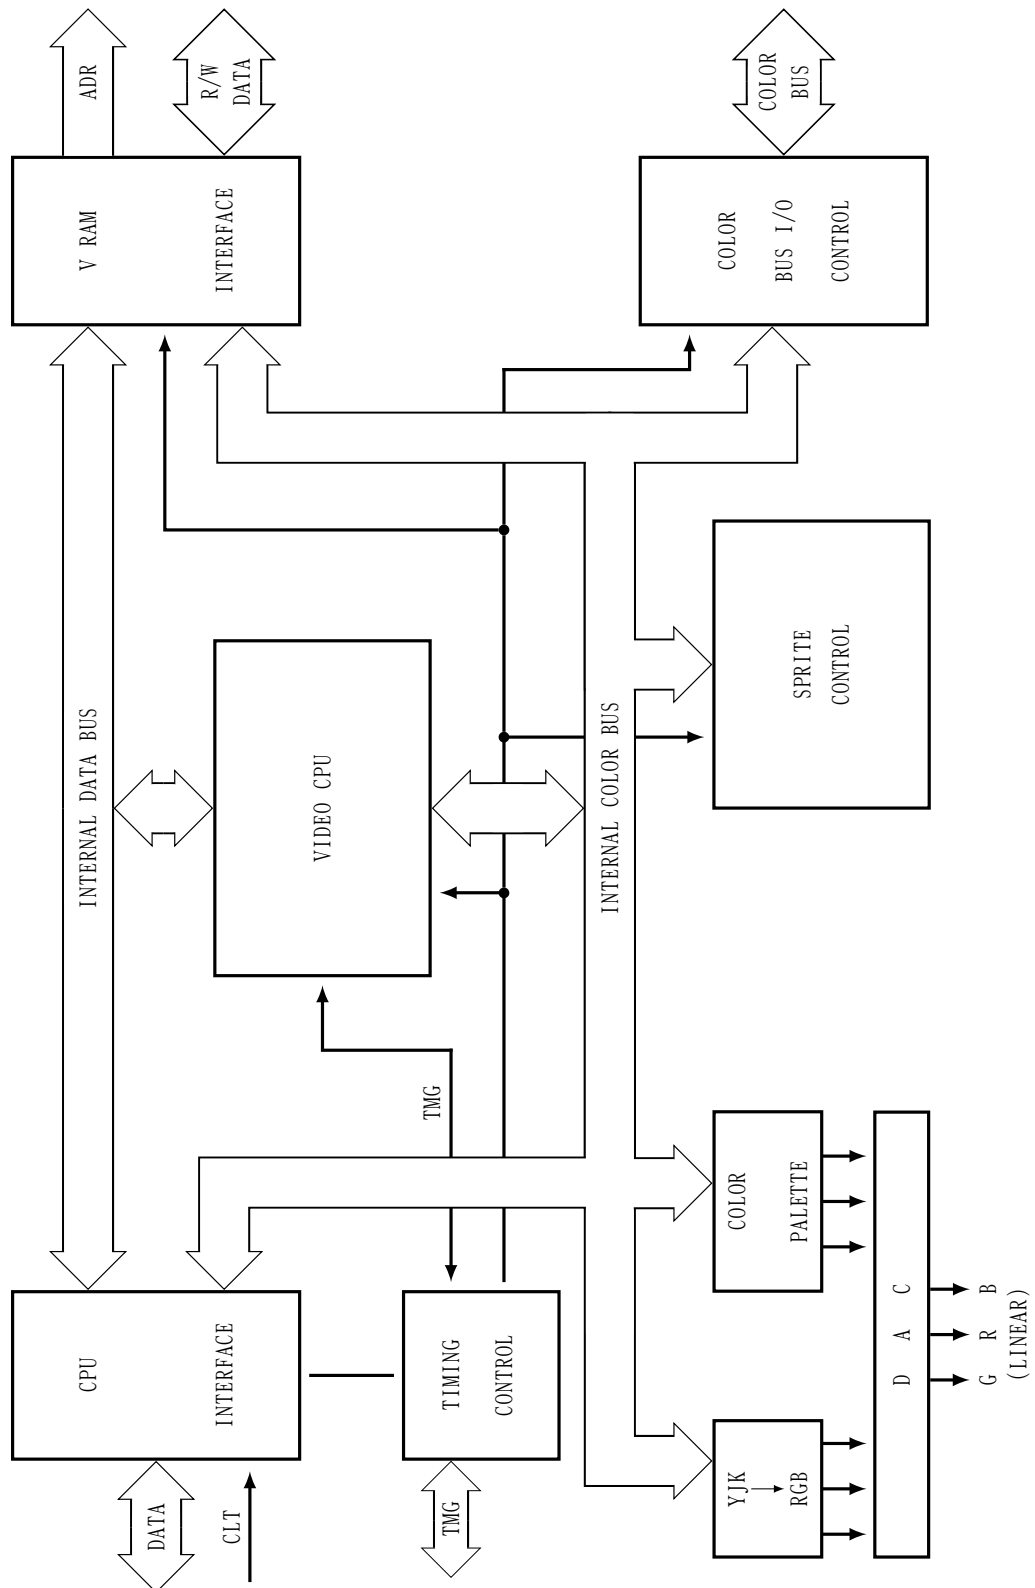 DATA
CLT
CPU
INTERFACE
INTERNAL DATA BUS
V RAM
INTERFACE
ADR
R/W
DATA
VIDEO CPU
TMG
TMG
TIMING
CONTROL
INTERNAL COLOR BUS
YJK
RGB
COLOR
PALETTE
SPRITE
CONTROL
COLOR
BUS I/O
CONTROL
COLOR
BUS
D A C
G R B
(LINEAR)